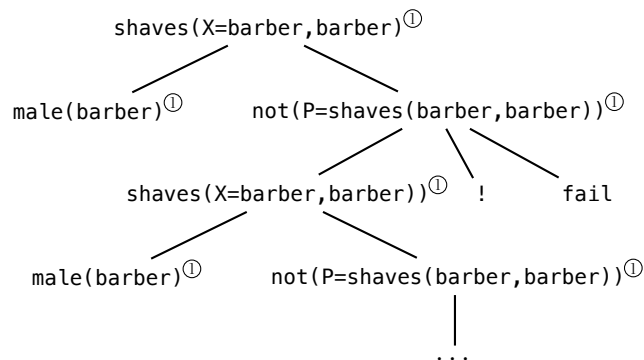 shaves(X=barber,barber)①
male(barber)① not(P=shaves(barber,barber))①
shaves(X=barber,barber))① ! fail
male(barber)① not(P=shaves(barber,barber))①
...